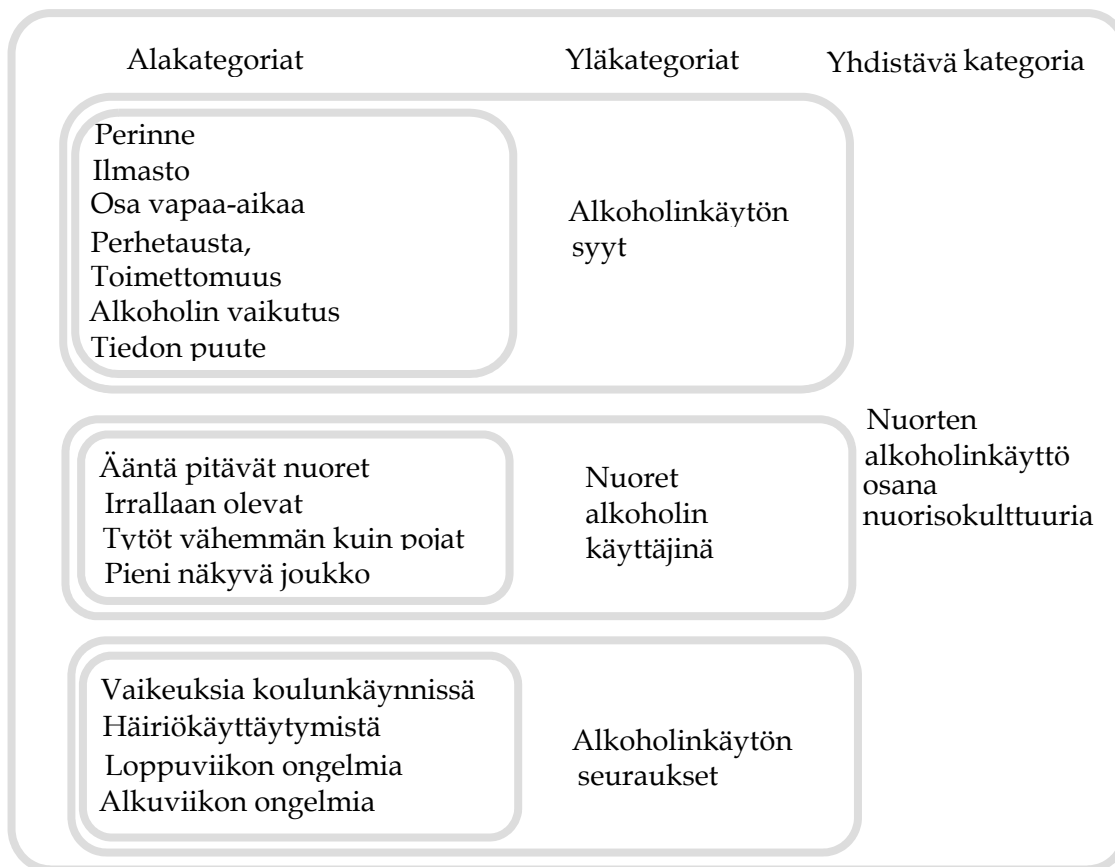 Alakategoriat Yläkategoriat Yhdistävä kategoria
Perinne
Ilmasto
Osa vapaa-aikaa
Perhetausta,
Toimettomuus
Alkoholin vaikutus
Tiedon puute
Alkoholinkäytön
syyt
Ääntä pitävät nuoret
Irrallaan olevat
Tytöt vähemmän kuin pojat
Pieni näkyvä joukko
Nuoret
alkoholin
käyttäjinä
Vaikeuksia koulunkäynnissä
Häiriökäyttäytymistä
Loppuviikon ongelmia
Alkuviikon ongelmia
Alkoholinkäytön
seuraukset
Nuorten
alkoholinkäyttö
osana
nuorisokulttuuria